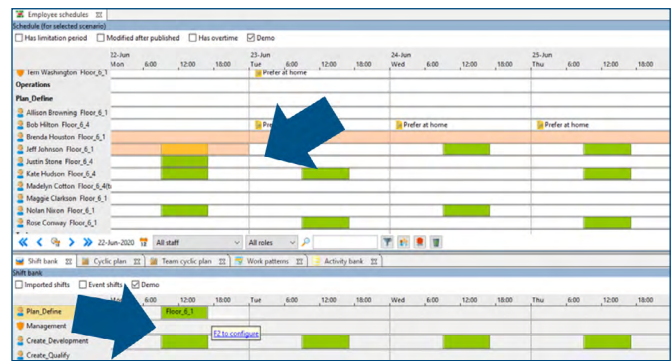 Employee schedules
Schedule (for selected scenario)
Has limitation period Modified after published Has overtime Demo
22-Jun 23-Jun 24-Jun 25-Jun
Mon 6:00 12:00 18:00 Tue 6:00 12:00 18:00 Wed 6:00 12:00 18:00 Thu 6:00 12:00 18:00
Terri Washington Floor_6_1 Prefer at home
Operations
Plan_Define
Allison Browning Floor_6_1
Bob Hilton Floor_6_4 Pre Prefer at home Prefer at home
Brenda Houston Floor_6_1
Jeff Johnson Floor_6_1
Justin Stone Floor_6_4
Kate Hudson Floor_6_4
Madelyn Cotton Floor_6_4(b
Maggie Clarkson Floor_6_1
Nolan Nixon Floor_6_1
Rose Conway Floor_6_1
22-Jun-2020 All staff All roles
Shift bank Cyclic plan Team cyclic plan Work patterns Activity bank
Shift bank
Imported shifts Event shifts Demo
6:00 12:00 18:00 Tue 6:00 12:00 18:00 Wed 6:00 12:00 18:00 Thu 6:00 12:00 18:00
Plan_Define Floor_6_1
Management
F2 to configure
Create_Development
Create_Qualify